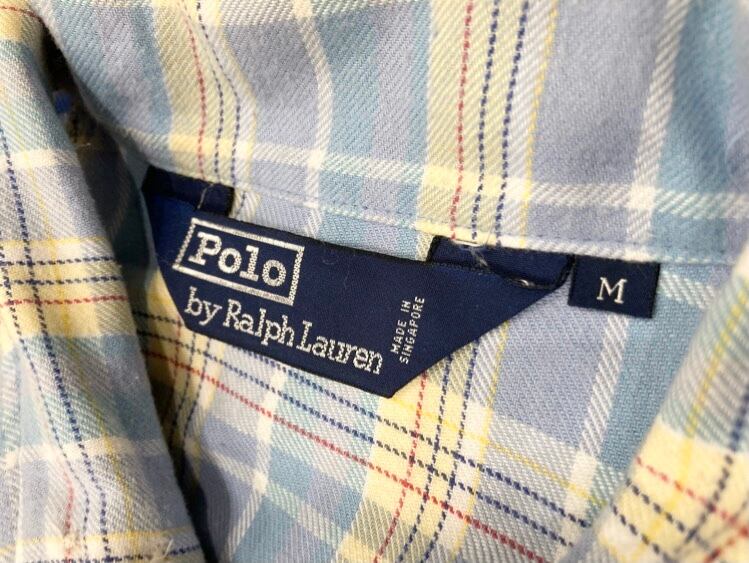 Polo
by Ralph Lauren
MADE IN
SINGAPORE
M